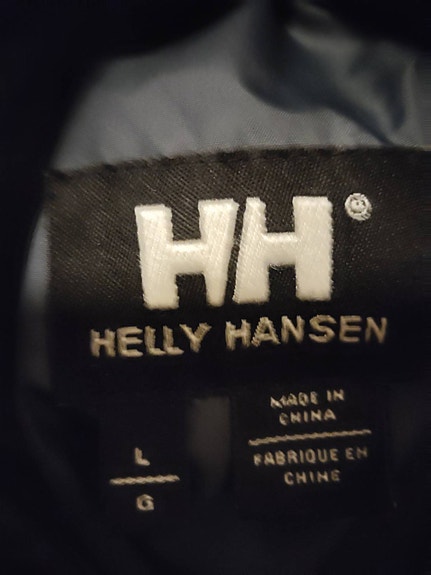 HH®
HELLY HANSEN
MADE IN
CHINA
FABRIQUE EN
CHINE
L
G